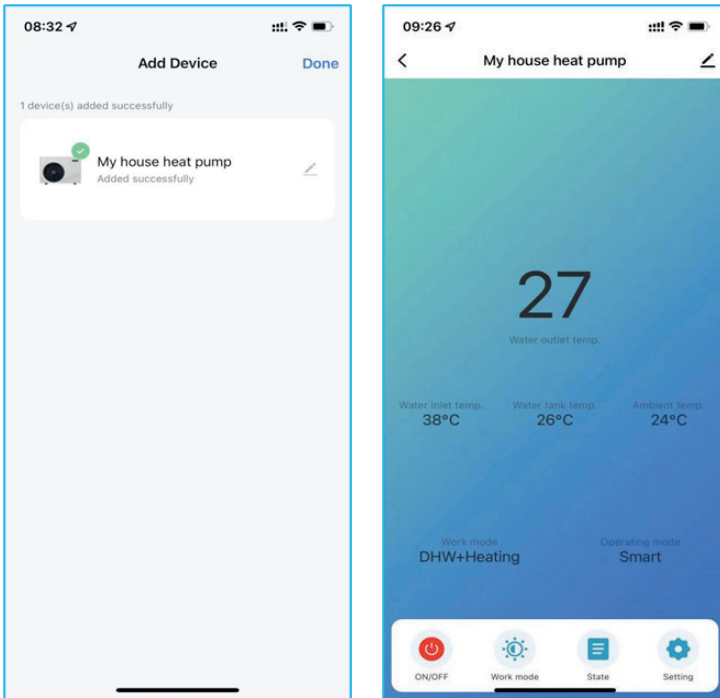 08:32
Add Device
Done
1 device(s) added successfully
My house heat pump
Added successfully
09:26
My house heat pump
27
Water outlet temp.
Water inlet temp.
Water tank temp.
Ambient temp.
38°C
26°C
24°C
Work mode
Operating mode
DHW+Heating
Smart
ON/OFF
Work mode
State
Setting